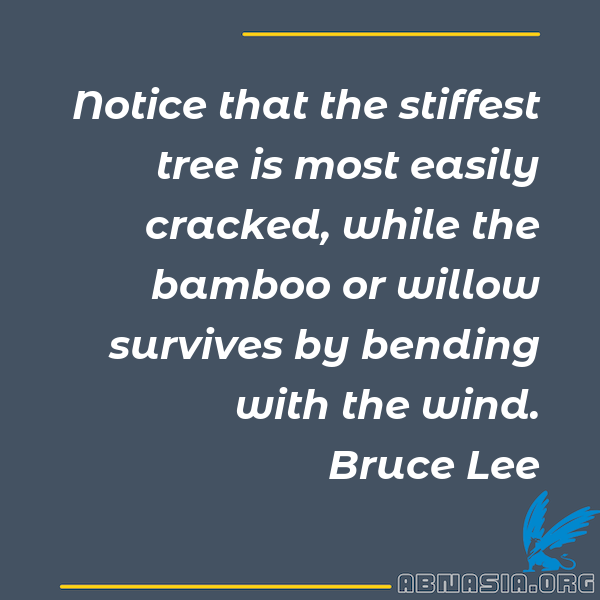 Notice that the stiffest
tree is most easily
cracked, while the
bamboo or willow
survives by bending
with the wind.
Bruce Lee
ABNASIA.ORG